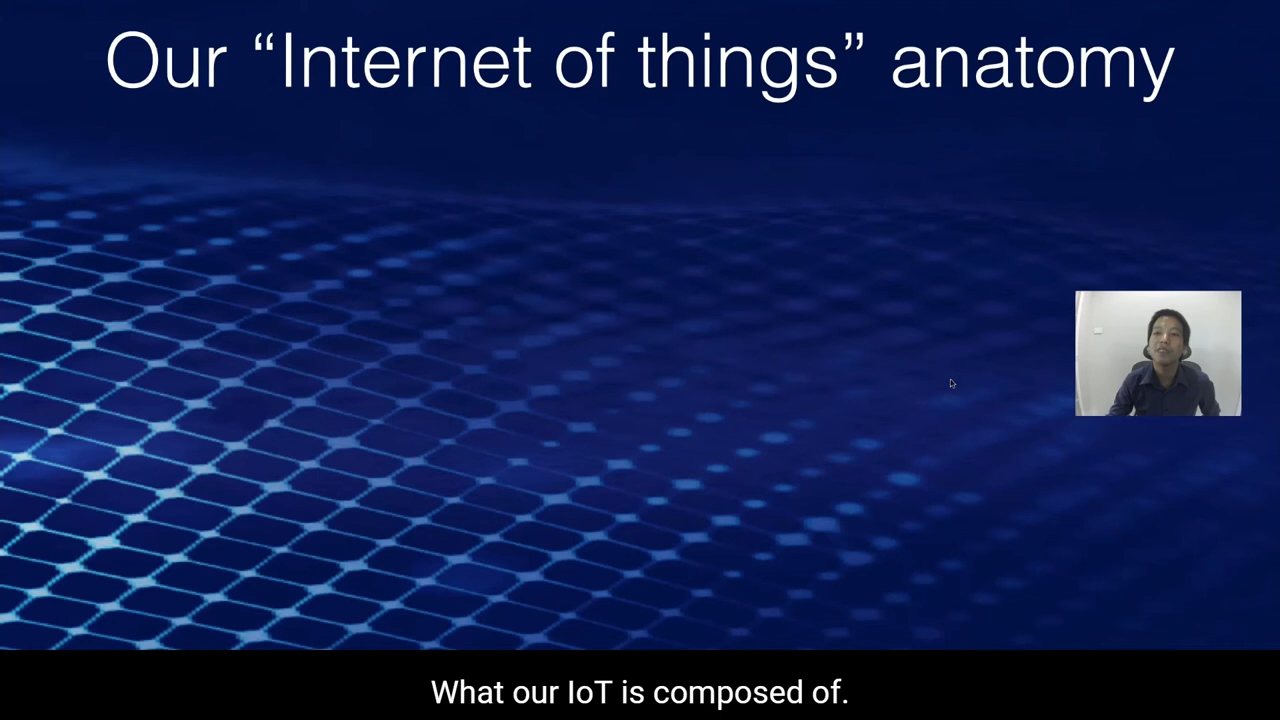 Our “Internet of things” anatomy
What our IoT is composed of.